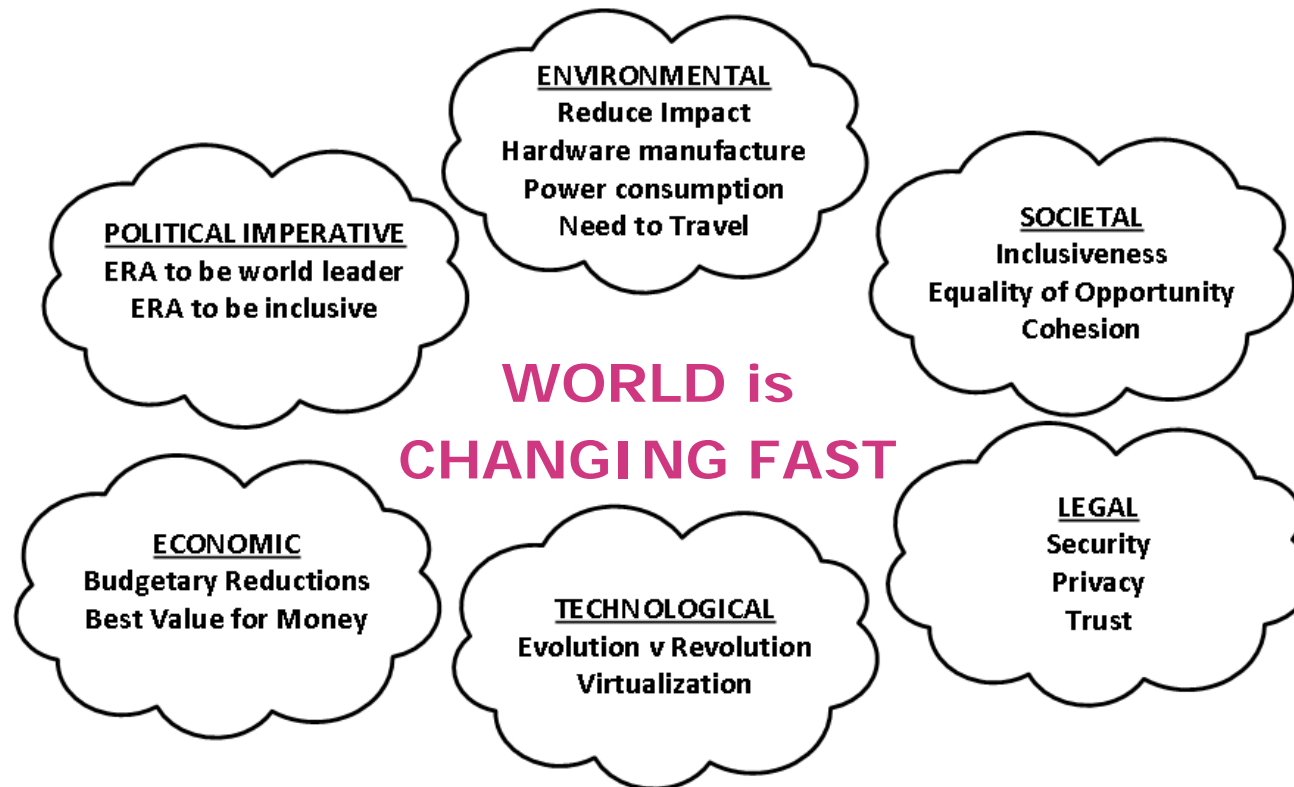 ENVIRONMENTAL
Reduce Impact
Hardware manufacture
Power consumption
Need to Travel
POLITICAL IMPERATIVE
ERA to be world leader
ERA to be inclusive
SOCIETAL
Inclusiveness
Equality of Opportunity
Cohesion
WORLD is
CHANGING FAST
ECONOMIC
Budgetary Reductions
Best Value for Money
TECHNOLOGICAL
Evolution v Revolution
Virtualization
LEGAL
Security
Privacy
Trust